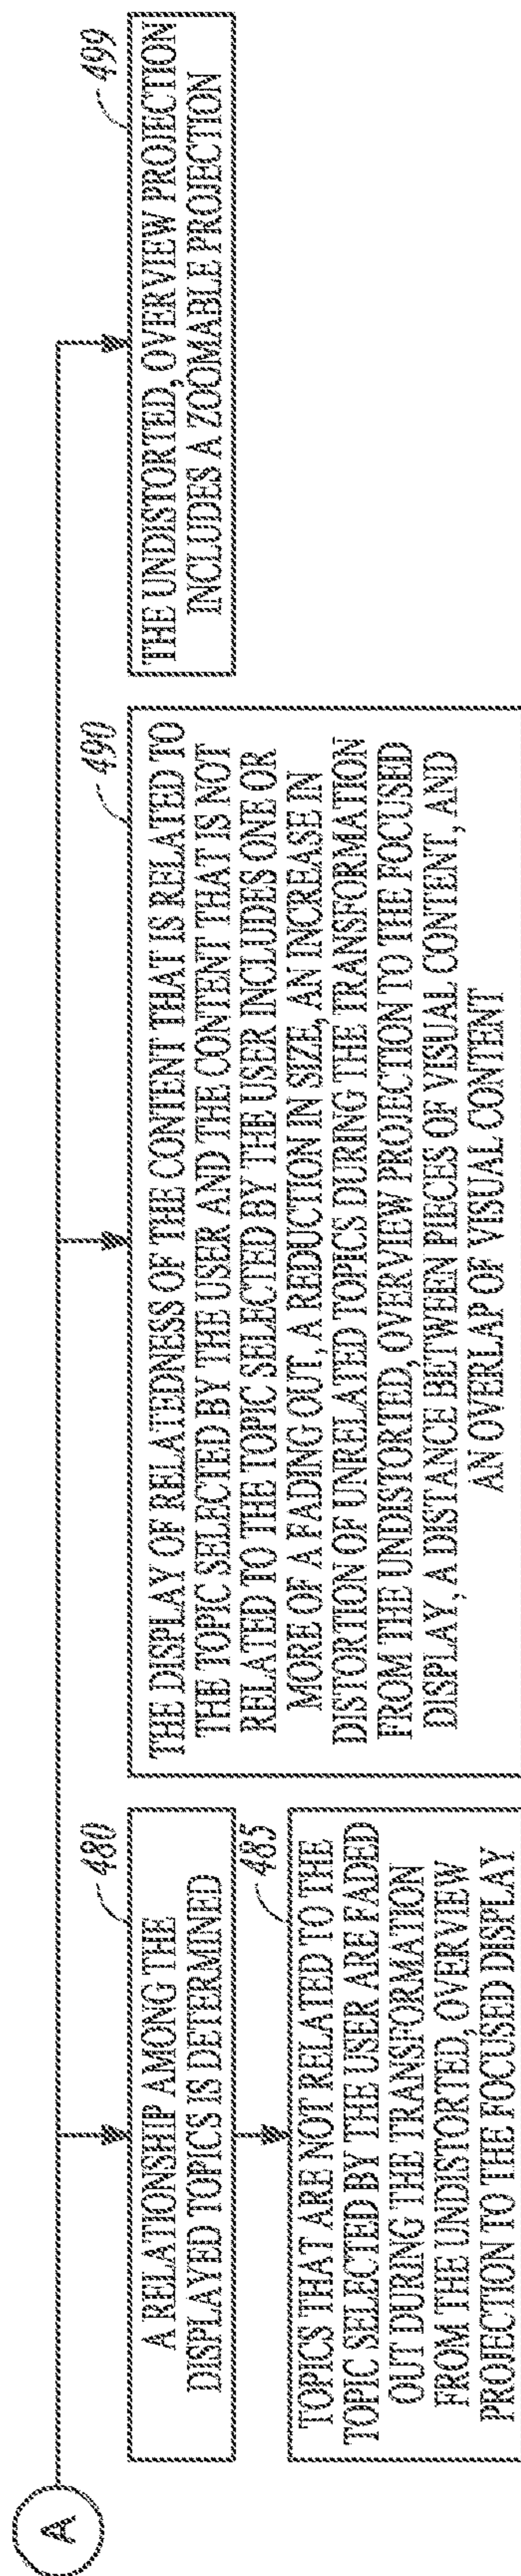 A
480
A RELATIONSHIP AMONG THE
DISPLAYED TOPICS IS DETERMINED
485
TOPICS THAT ARE NOT RELATED TO THE
TOPIC SELECTED BY THE USER ARE FADED
OUT DURING THE TRANSFORMATION
FROM THE UNDISTORTED, OVERVIEW
PROJECTION TO THE FOCUSED DISPLAY
490
THE DISPLAY OF RELATEDNESS OF THE CONTENT THAT IS RELATED TO
THE TOPIC SELECTED BY THE USER AND THE CONTENT THAT IS NOT
RELATED TO THE TOPIC SELECTED BY THE USER INCLUDES ONE OR
MORE OF A FADING OUT, A REDUCTION IN SIZE, AN INCREASE IN
DISTORTION OF UNRELATED TOPICS DURING THE TRANSFORMATION
FROM THE UNDISTORTED, OVERVIEW PROJECTION TO THE FOCUSED
DISPLAY, A DISTANCE BETWEEN PIECES OF VISUAL CONTENT, AND
AN OVERLAP OF VISUAL CONTENT
499
THE UNDISTORTED, OVERVIEW PROJECTION
INCLUDES A ZOOMABLE PROJECTION